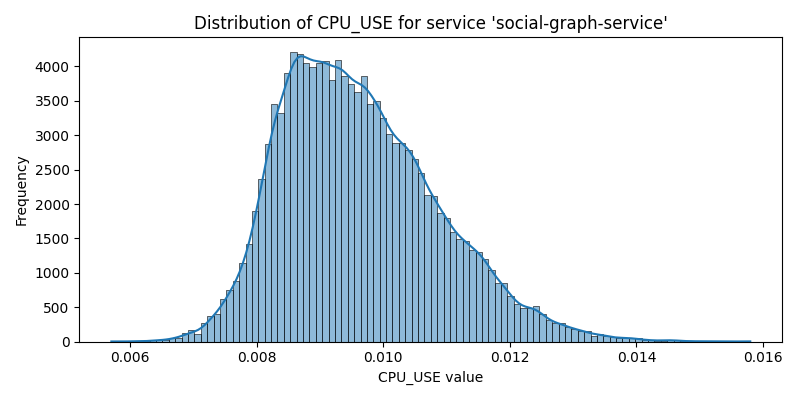 Distribution of CPU_USE for service 'social-graph-service'
Frequency
4000
3500
3000
2500
2000
1500
1000
500
0
0.006 0.008 0.010 0.012 0.014 0.016
CPU_USE value